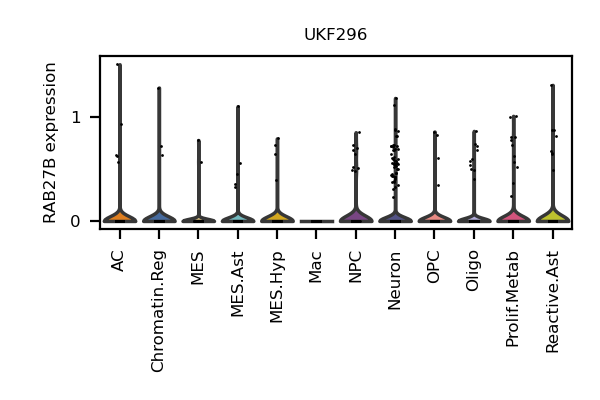 UKF296
RAB27B expression
1
0
AC
Chromatin.Reg
MES
MES.Ast
MES.Hyp
Mac
NPC
Neuron
OPC
Oligo
Prolif.Metab
Reactive.Ast